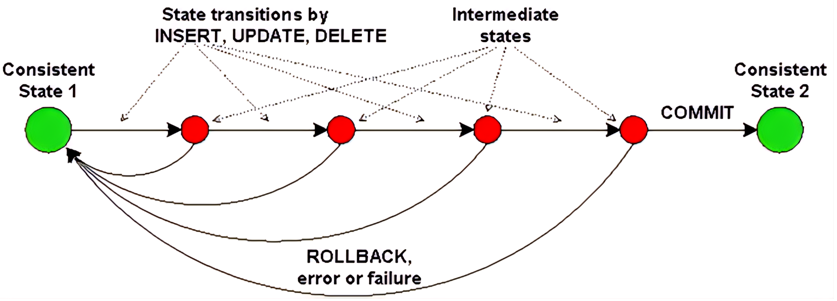 State transitions by
INSERT, UPDATE, DELETE
Intermediate
states
Consistent
State 1
Consistent
State 2
COMMIT
ROLLBACK,
error or failure